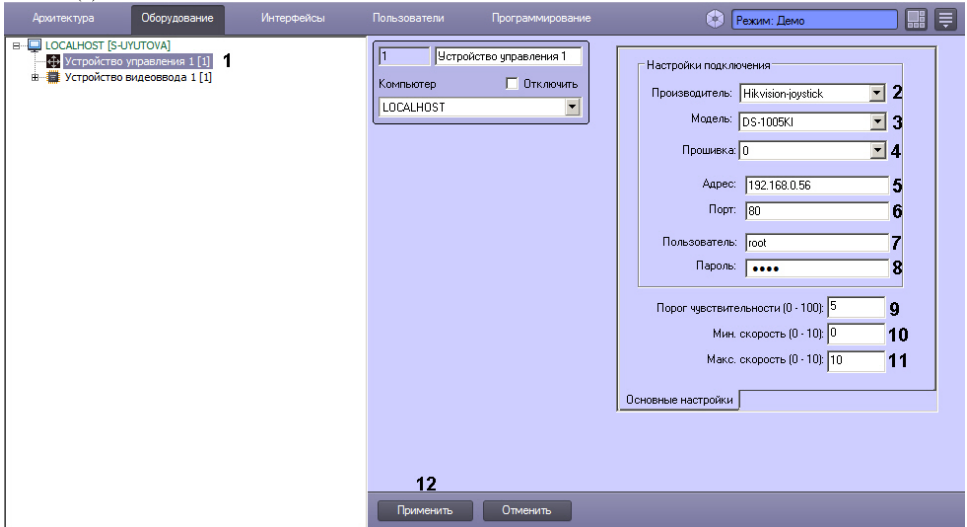 Архитектура Оборудование Интерфейсы Пользователи Программирование Режим: Демо
LOCALHOST [S-UYUTOVA]
Устройство управления 1 [1] 1
Устройство видеоввода 1 [1]
1 Устройство управления 1
Компьютер Отключить
LOCALHOST
Настройки подключения
Производитель: Hikvision-joystick 2
Модель: DS-1005KI 3
Прошивка: 0 4
Адрес: 192.168.0.56 5
Порт: 80 6
Пользователь: root 7
Пароль: •••• 8
Порог чувствительности (0 - 100): 5 9
Мин. скорость (0 - 10): 0 10
Макс. скорость (0 - 10): 10 11
Основные настройки
12
Применить Отменить